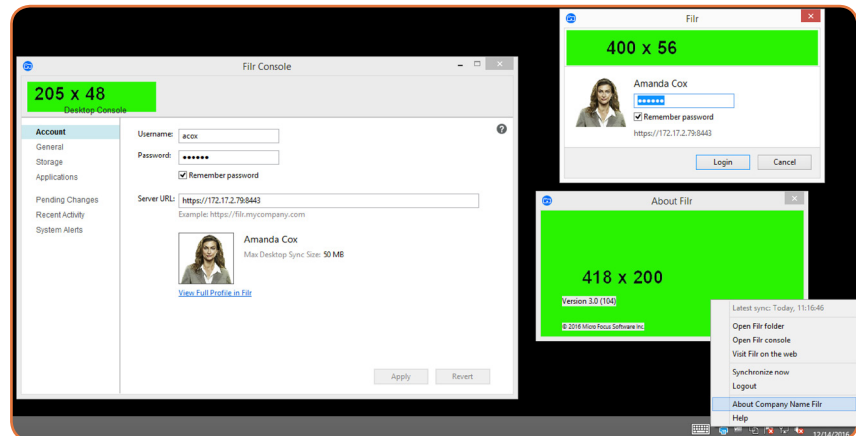 Filr Console
205 x 48
Desktop Console
Account
General
Storage
Applications
Pending Changes
Recent Activity
System Alerts
Username:
acox
Password:
Remember password
Server URL:
https://172.17.2.79:8443
Example: https://filr.mycompany.com
Amanda Cox
Max Desktop Sync Size: 50 MB
View Full Profile in Filr
Apply
Revert
Filr
400 x 56
Amanda Cox
Remember password
https://172.17.2.79:8443
Login
Cancel
About Filr
418 x 200
Version 3.0 (104)
© 2016 Micro Focus Software Inc.
Latest sync: Today, 11:16:46
Open Filr folder
Open Filr console
Visit Filr on the web
Synchronize now
Logout
About Company Name Filr
Help
12/14/2016